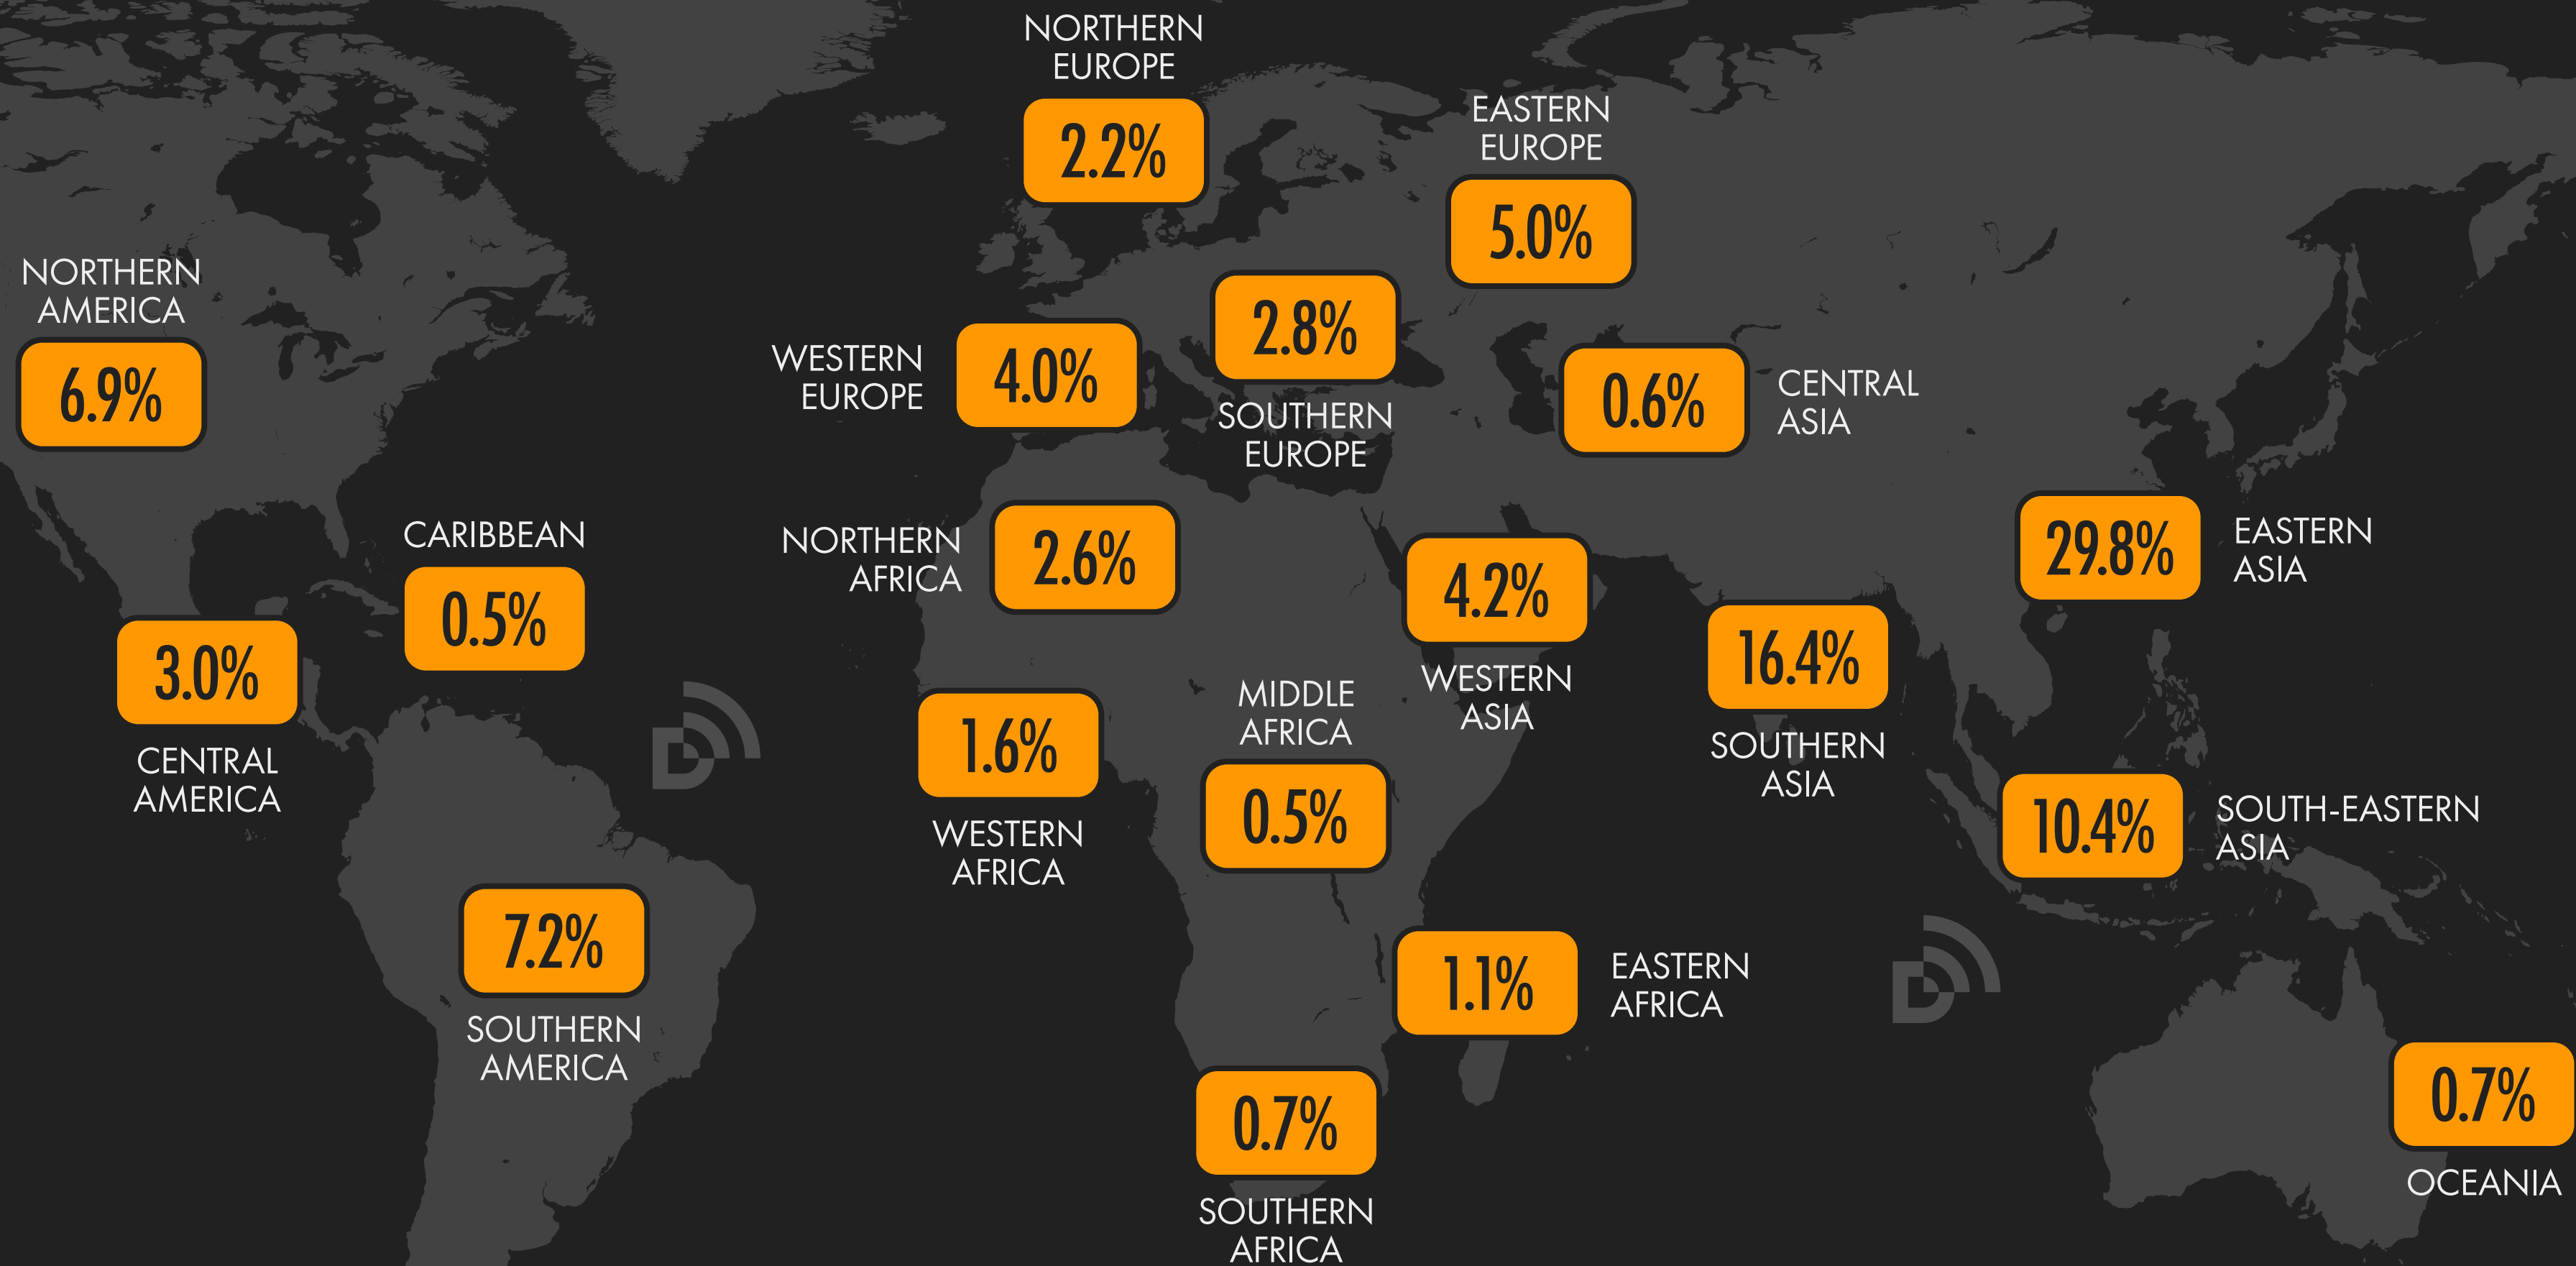 NORTHERN
EUROPE
2.2%
EASTERN
EUROPE
5.0%
NORTHERN
AMERICA
6.9%
WESTERN
EUROPE
4.0%
2.8%
SOUTHERN
EUROPE
0.6%
CENTRAL
ASIA
CARIBBEAN
0.5%
NORTHERN
AFRICA
2.6%
4.2%
WESTERN
ASIA
29.8%
EASTERN
ASIA
3.0%
CENTRAL
AMERICA
16.4%
SOUTHERN
ASIA
1.6%
WESTERN
AFRICA
MIDDLE
AFRICA
0.5%
10.4%
SOUTH-EASTERN
ASIA
7.2%
SOUTHERN
AMERICA
1.1%
EASTERN
AFRICA
0.7%
SOUTHERN
AFRICA
0.7%
OCEANIA